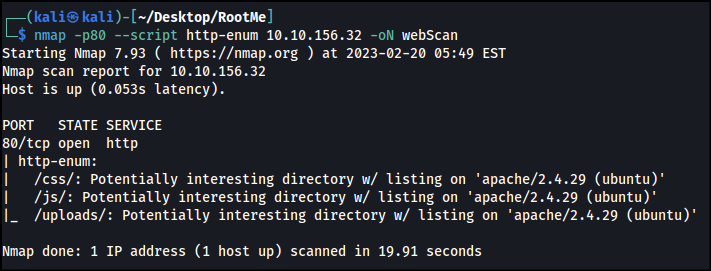 ┌──(kali㉿kali)-[~/Desktop/RootMe]
└─$ nmap -p80 --script http-enum 10.10.156.32 -oN webScan
Starting Nmap 7.93 ( https://nmap.org ) at 2023-02-20 05:49 EST
Nmap scan report for 10.10.156.32
Host is up (0.053s latency).

PORT   STATE SERVICE
80/tcp open  http
| http-enum:
|   /css/: Potentially interesting directory w/ listing on 'apache/2.4.29 (ubuntu)'
|   /js/: Potentially interesting directory w/ listing on 'apache/2.4.29 (ubuntu)'
|_  /uploads/: Potentially interesting directory w/ listing on 'apache/2.4.29 (ubuntu)'

Nmap done: 1 IP address (1 host up) scanned in 19.91 seconds